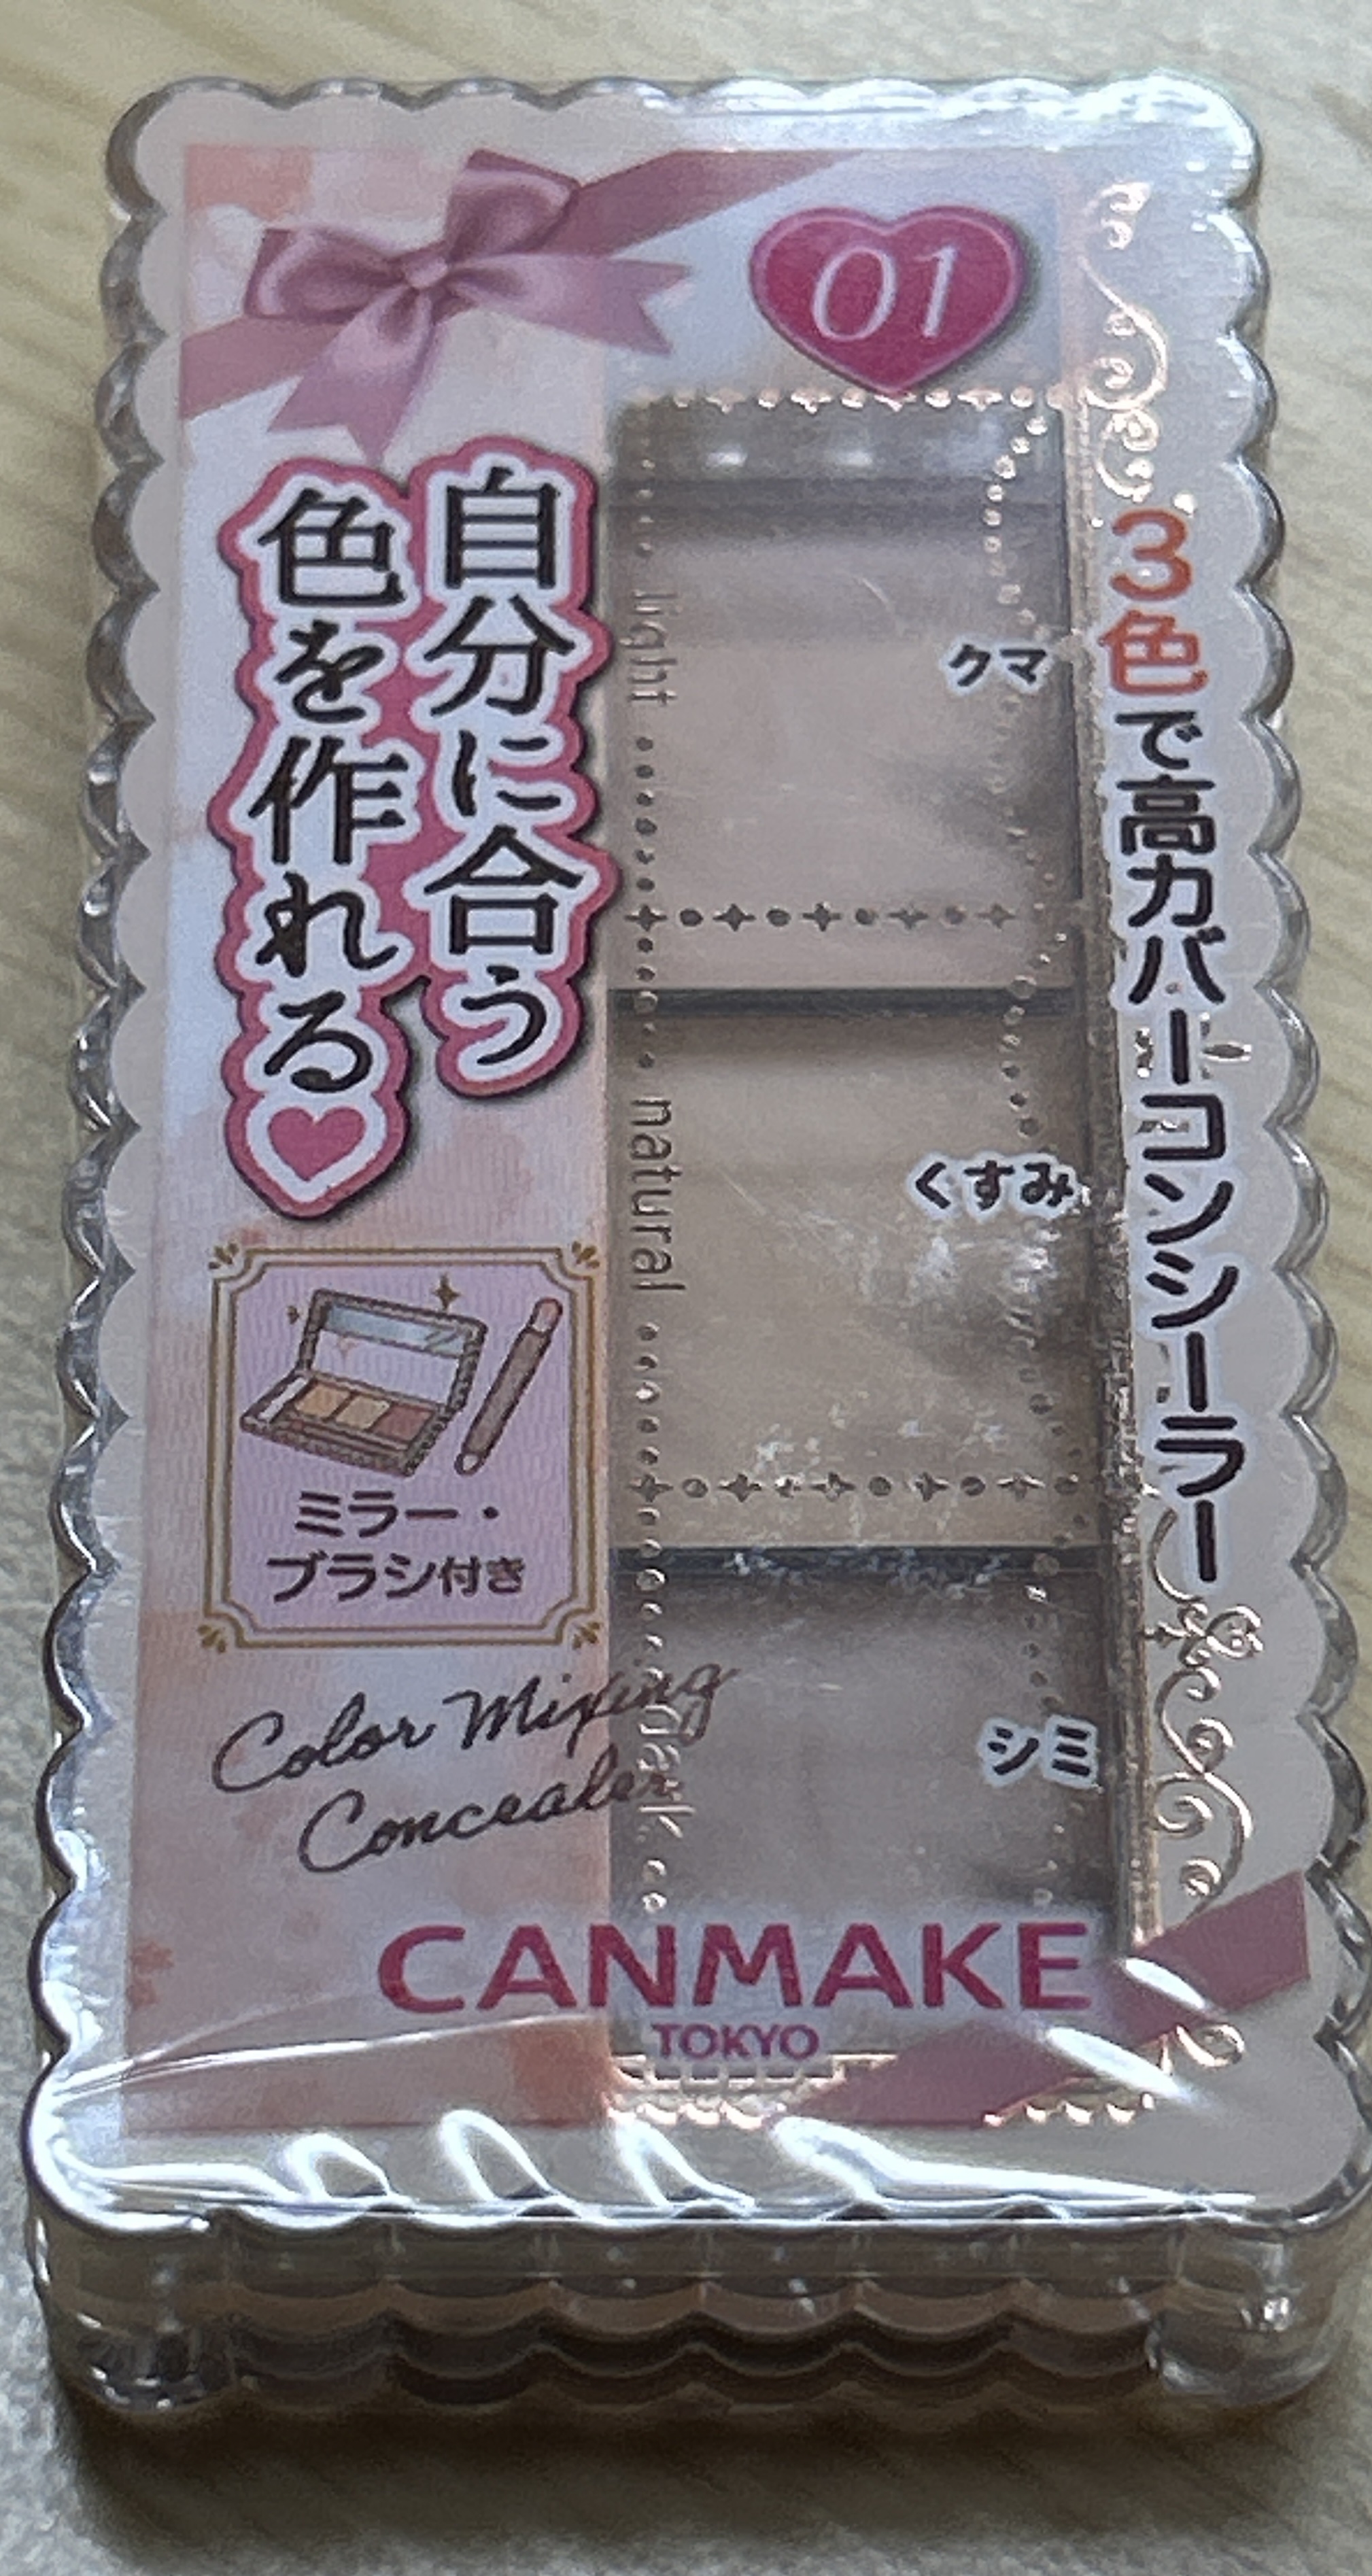 01
自分に合う
色を作れる♥
light
クマ
natural
くすみ
dark
シミ
3色で高カバーコンシーラー
ミラー・
ブラシ付き
Color Mixing
Concealer
CANMAKE
TOKYO